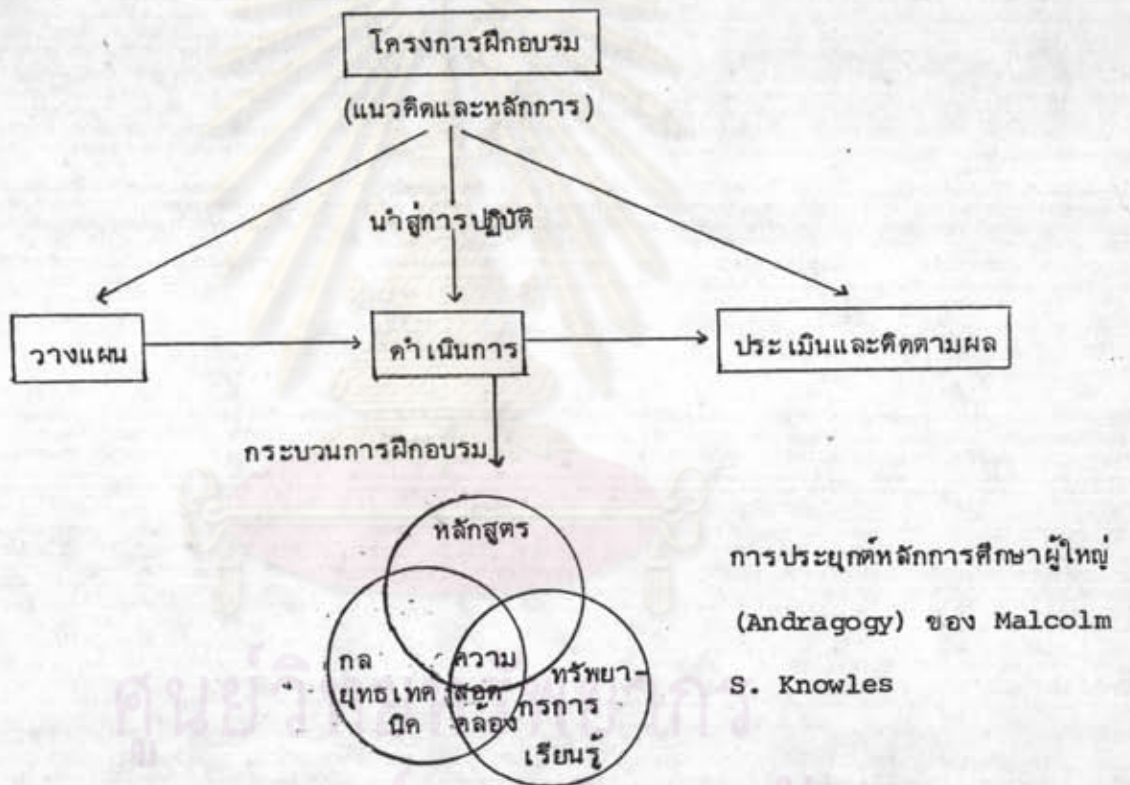 โครงการฝึกอบรม
(แนวคิดและหลักการ)
นำสู่การปฏิบัติ
วางแผน
ดำเนินการ
ประเมินและติดตามผล
กระบวนการฝึกอบรม
หลักสูตร
กล
ยุทธเทค
นิค
ความ
สอด
คล้อง
ทรัพยา-
กรการ
เรียนรู้
การประยุกต์หลักการศึกษาผู้ใหญ่
(Andragogy) ของ Malcolm
S. Knowles